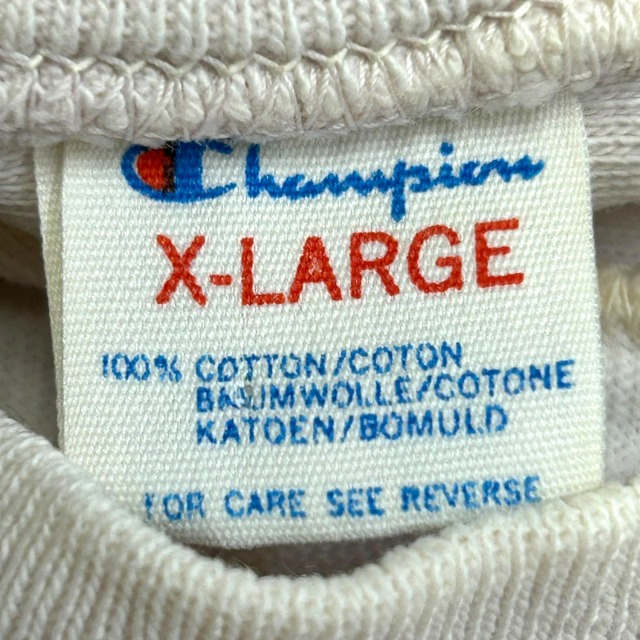 Champion
X-LARGE
100% COTTON/COTON
BAUMWOLLE/COTONE
KATOEN/BOMULD
FOR CARE SEE REVERSE